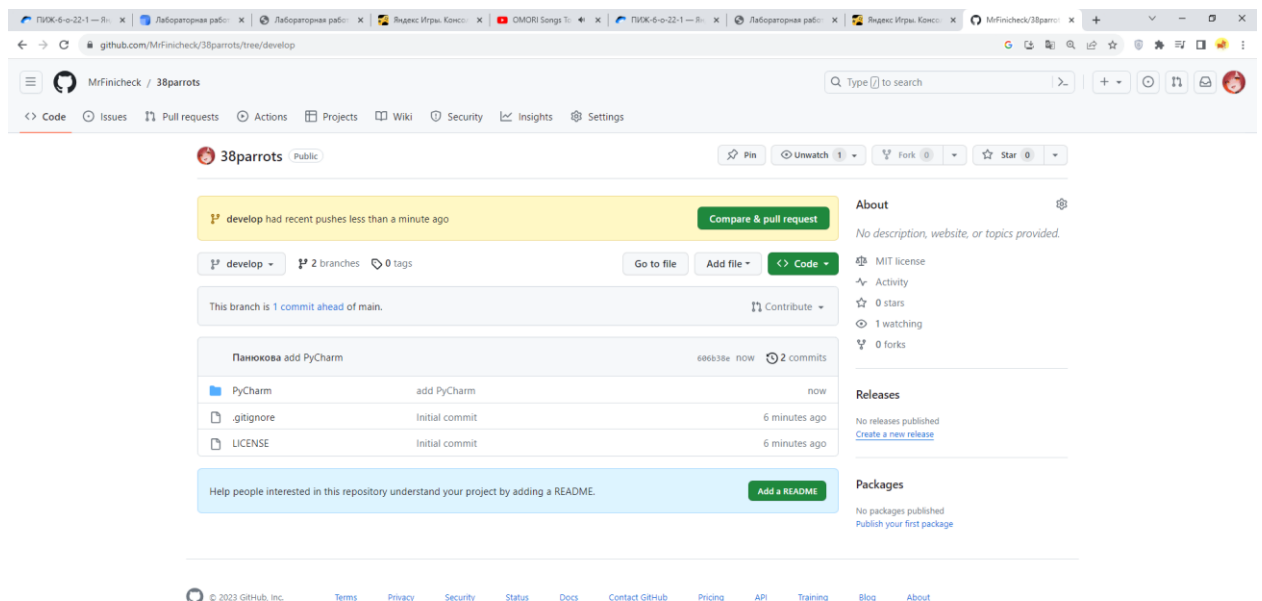 ПИЖ-б-о-22-1 — Ян. Лабораторная работ Лабораторная работ Яндекс Игры. Консо. OMORI Songs To ПИЖ-б-о-22-1 — Ян. Лабораторная работ Яндекс Игры. Консо. MrFinicheck/38parrot
github.com/MrFinicheck/38parrots/tree/develop
MrFinicheck / 38parrots Type / to search
Code Issues Pull requests Actions Projects Wiki Security Insights Settings
38parrots Public Pin Unwatch 1 Fork 0 Star 0
develop had recent pushes less than a minute ago Compare & pull request
develop 2 branches 0 tags Go to file Add file Code
This branch is 1 commit ahead of main. Contribute
Панюкова add PyCharm 606b38e now 2 commits
PyCharm add PyCharm now
.gitignore Initial commit 6 minutes ago
LICENSE Initial commit 6 minutes ago
Help people interested in this repository understand your project by adding a README. Add a README
About
No description, website, or topics provided.
MIT license
Activity
0 stars
1 watching
0 forks
Releases
No releases published
Create a new release
Packages
No packages published
Publish your first package
© 2023 GitHub, Inc. Terms Privacy Security Status Docs Contact GitHub Pricing API Training Blog About